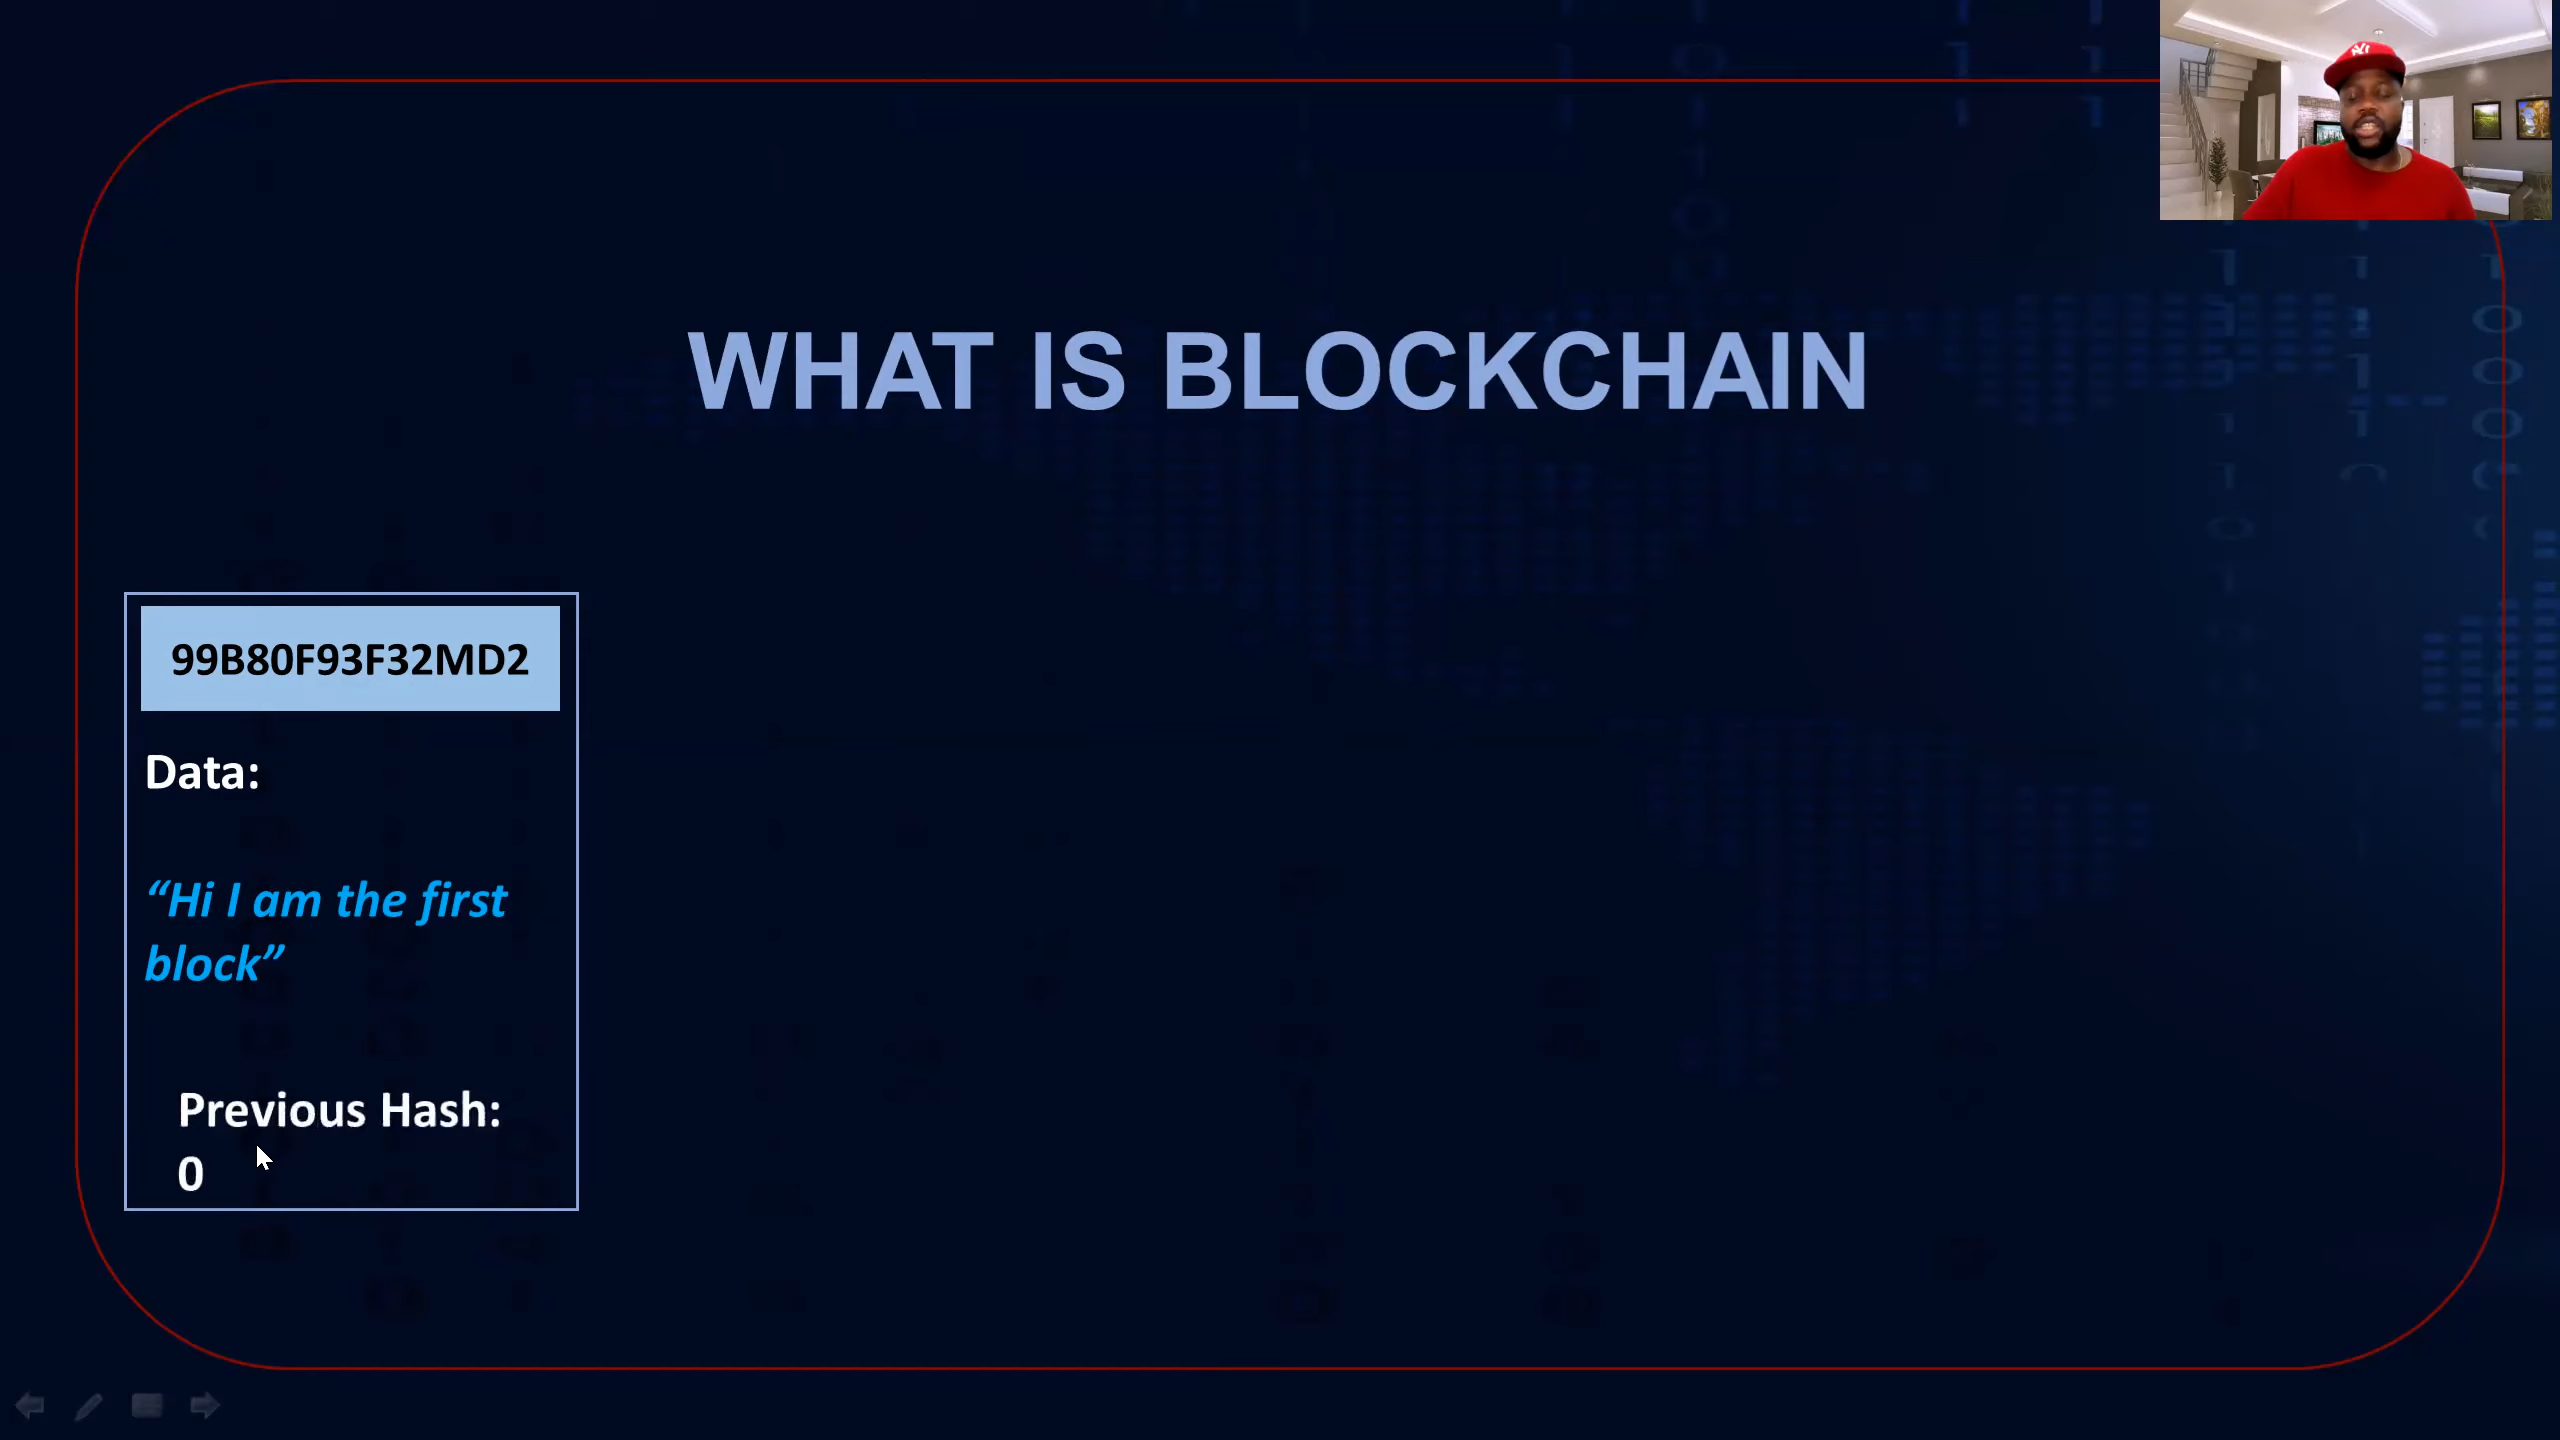 WHAT IS BLOCKCHAIN
99B80F93F32MD2
Data:
“Hi I am the first
block”
Previous Hash:
0